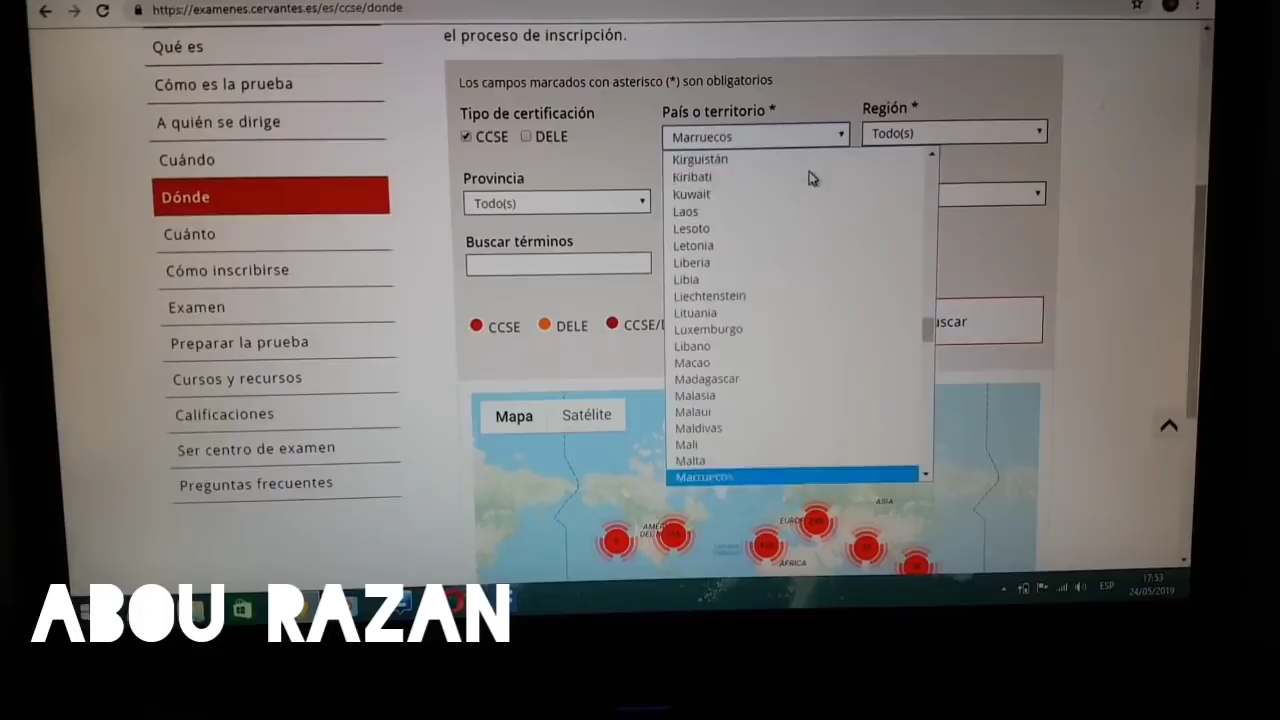 https://examenes.cervantes.es/es/ccse/donde
Qué es
Cómo es la prueba
A quién se dirige
Cuándo
Dónde
Cuánto
Cómo inscribirse
Examen
Preparar la prueba
Cursos y recursos
Calificaciones
Ser centro de examen
Preguntas frecuentes
el proceso de inscripción.
Los campos marcados con asterisco (*) son obligatorios
Tipo de certificación
CCSE DELE
País o territorio *
Marruecos
Región *
Todo(s)
Provincia
Todo(s)
Buscar términos
Kirguistán
Kiribati
Kuwait
Laos
Lesoto
Letonia
Liberia
Libia
Liechtenstein
Lituania
Luxemburgo
Líbano
Macao
Madagascar
Malasia
Malaui
Maldivas
Mali
Malta
Marruecos
CCSE DELE CCSE/
uscar
Mapa Satélite
ASIA
ÁFRICA
ESP
17:53
24/05/2019
ABOU RAZAN